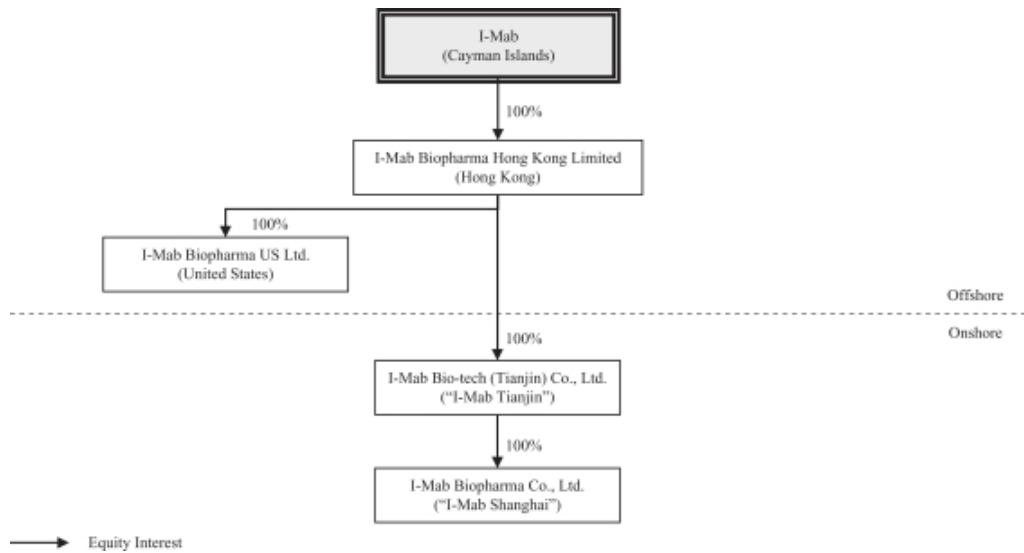 I-Mab
(Cayman Islands)
100%
I-Mab Biopharma Hong Kong Limited
(Hong Kong)
100%
I-Mab Biopharma US Ltd.
(United States)
Offshore
Onshore
100%
I-Mab Bio-tech (Tianjin) Co., Ltd.
(“I-Mab Tianjin”)
100%
I-Mab Biopharma Co., Ltd.
(“I-Mab Shanghai”)
Equity Interest